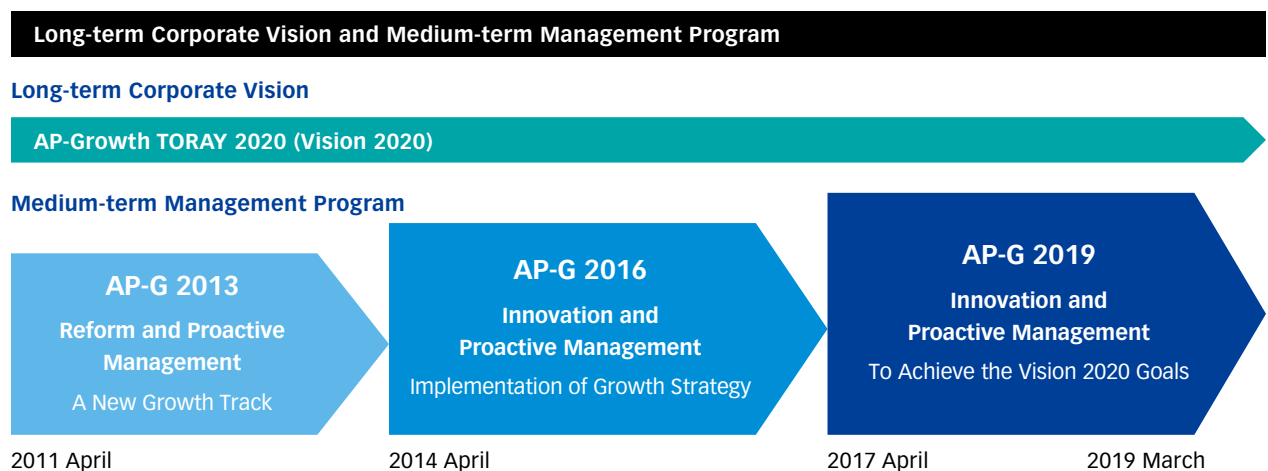 Long-term Corporate Vision and Medium-term Management Program
Long-term Corporate Vision
AP-Growth TORAY 2020 (Vision 2020)
Medium-term Management Program
AP-G 2013
Reform and Proactive
Management
A New Growth Track
AP-G 2016
Innovation and
Proactive Management
Implementation of Growth Strategy
AP-G 2019
Innovation and
Proactive Management
To Achieve the Vision 2020 Goals
2011 April
2014 April
2017 April
2019 March